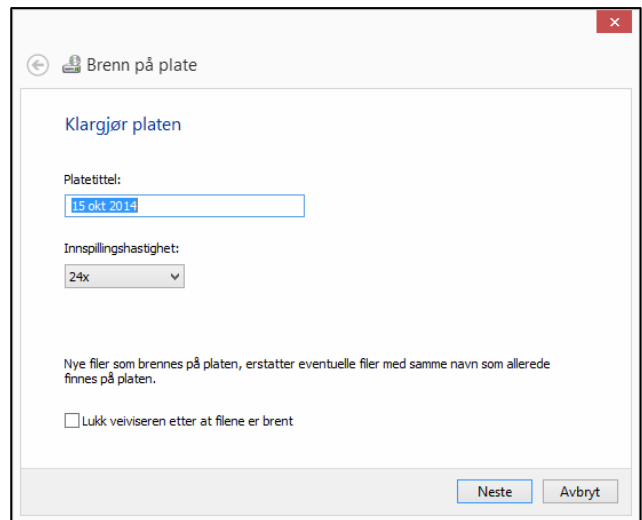 Brenn på plate
Klargjør platen
Platetittel:
15 okt 2014
Innspillingshastighet:
24x
Nye filer som brennes på platen, erstatter eventuelle filer med samme navn som allerede
finnes på platen.
Lukk veiviseren etter at filene er brent
Neste Avbryt